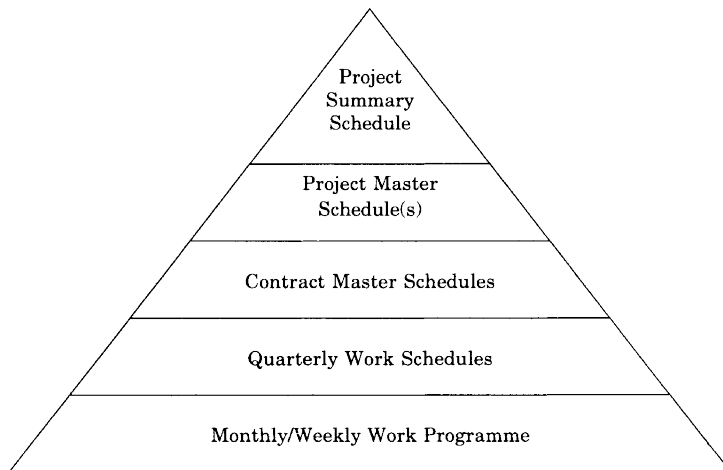 Project
Summary
Schedule
Project Master
Schedule(s)
Contract Master Schedules
Quarterly Work Schedules
Monthly/Weekly Work Programme